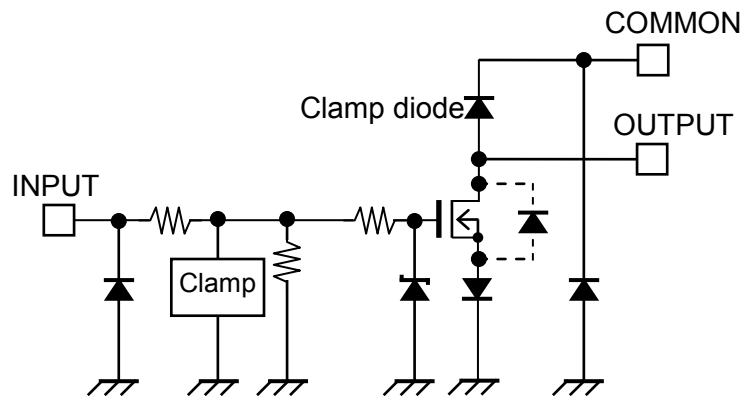 COMMON
Clamp diode
OUTPUT
INPUT
Clamp